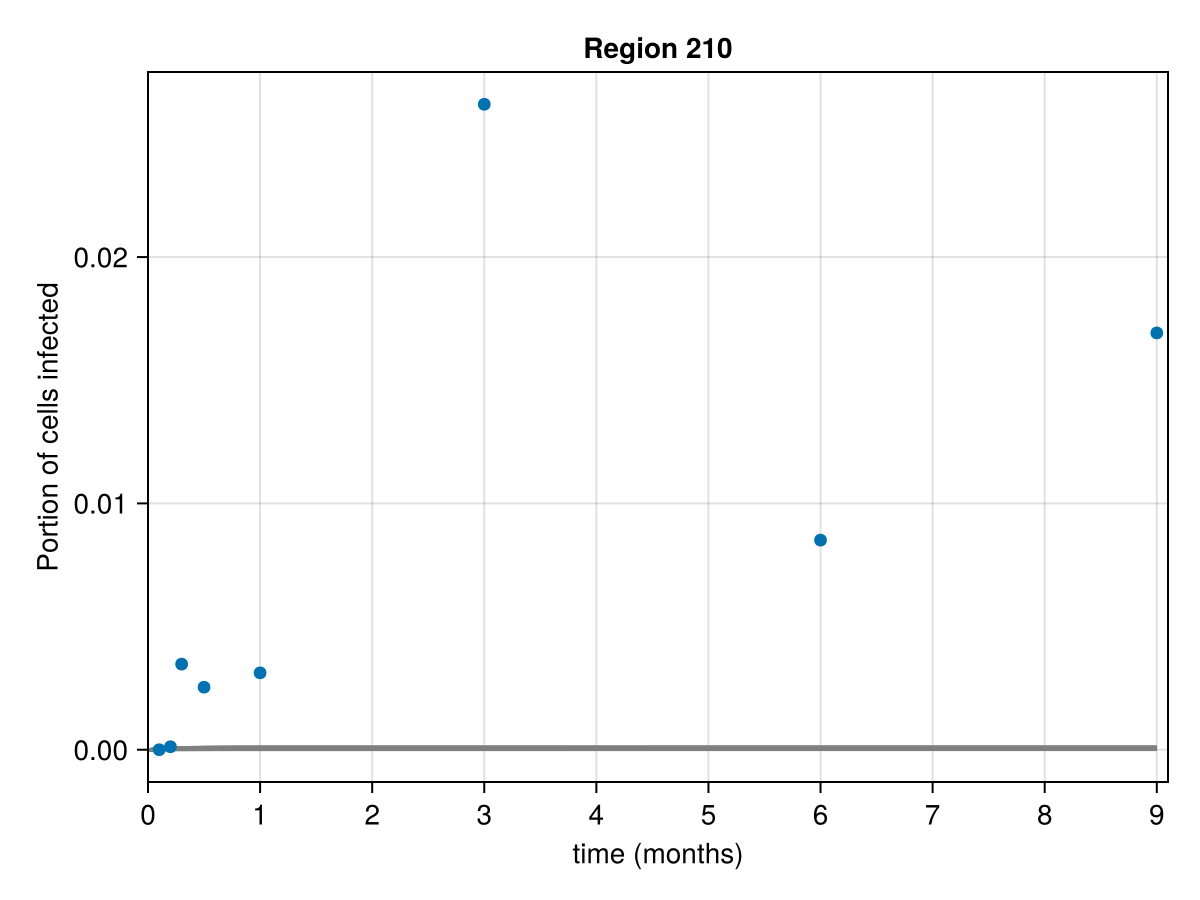 Region 210
Portion of cells infected
0.02
0.01
0.00
0 1 2 3 4 5 6 7 8 9
time (months)